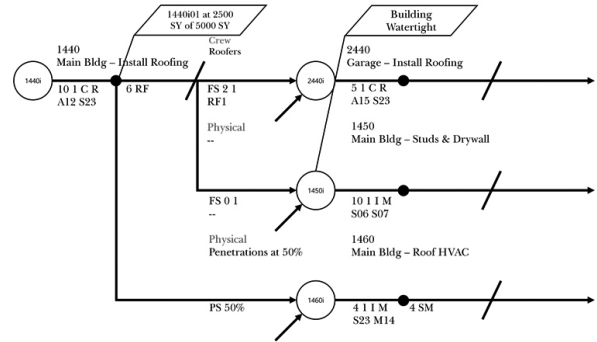 1440i01 at 2500
SY of 5000 SY
Building
Watertight
Crew
Roofers
1440
Main Bldg – Install Roofing
2440
Garage – Install Roofing
1440i
10 1 C R
A12 S23
6 RF
FS 2 1
RF1
2440i
5 1 C R
A15 S23
Physical
--
1450
Main Bldg – Studs & Drywall
FS 0 1
--
1450i
10 1 I M
S06 S07
Physical
Penetrations at 50%
1460
Main Bldg – Roof HVAC
PS 50%
1460i
4 1 I M
S23 M14
4 SM